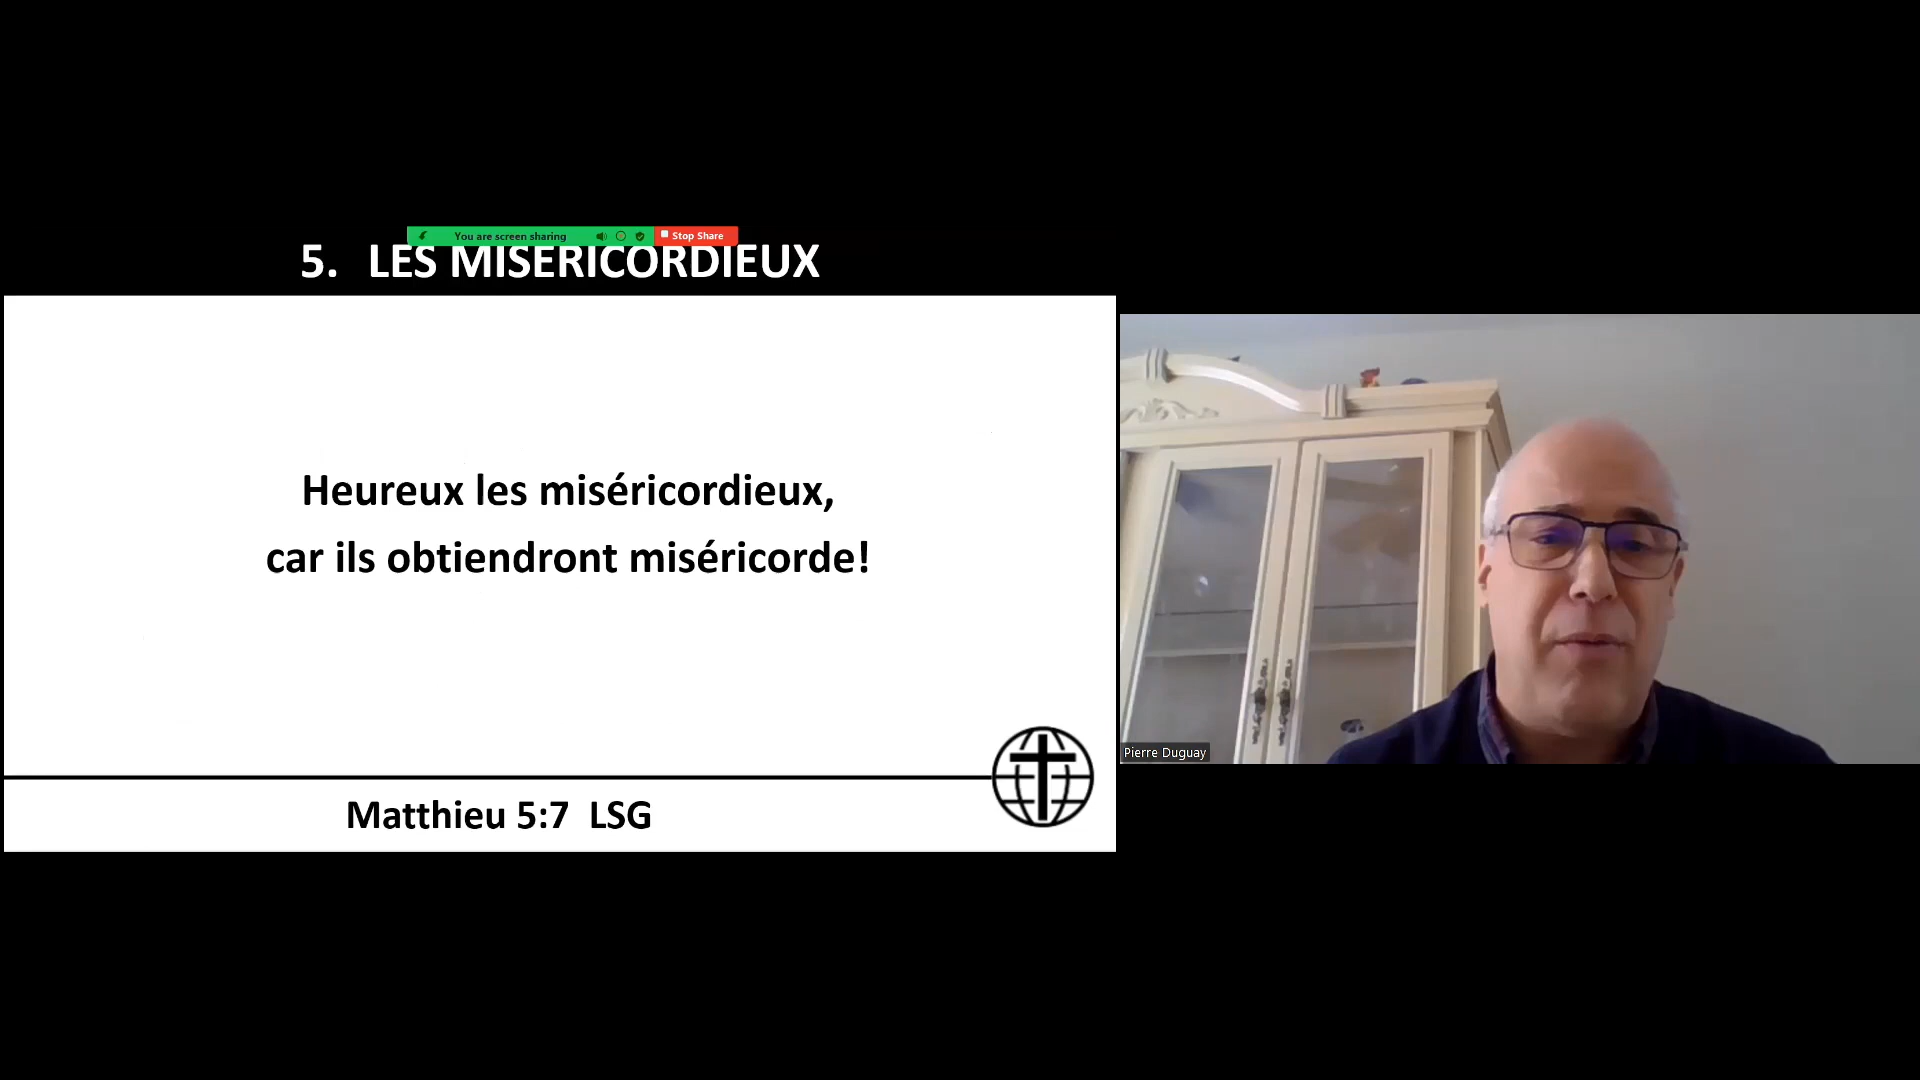 You are screen sharing
Stop Share
5. LES MISERICORDIEUX
Heureux les miséricordieux,
car ils obtiendront miséricorde!
Matthieu 5:7 LSG
Pierre Duguay